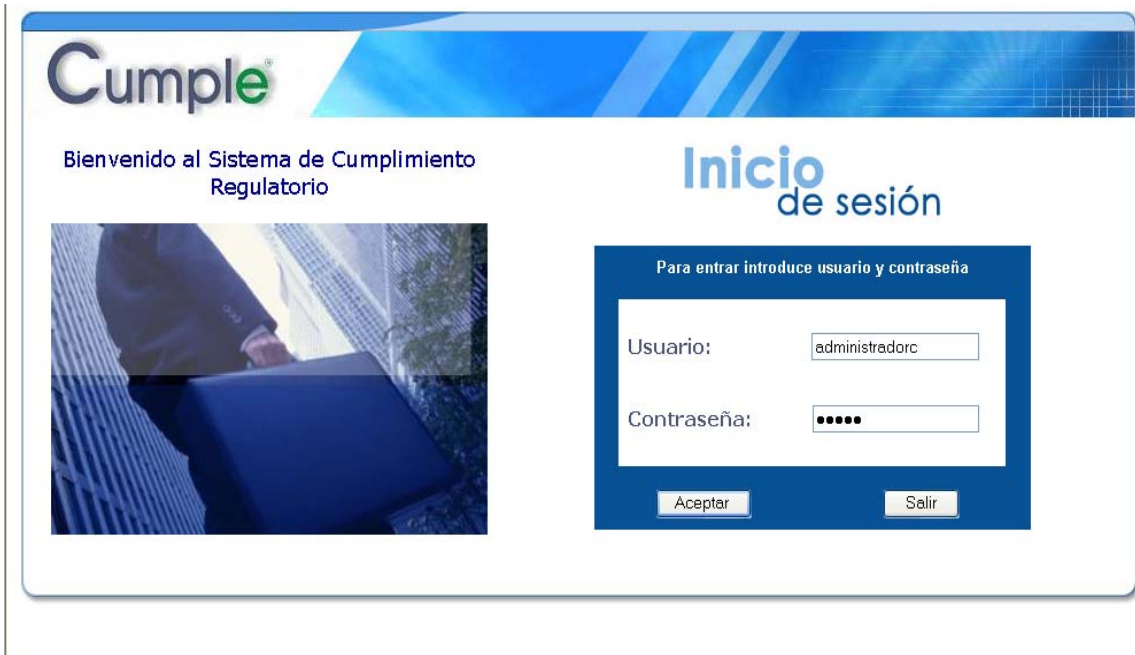 Cumple®
Bienvenido al Sistema de Cumplimiento
Regulatorio
Inicio
de sesión
Para entrar introduce usuario y contraseña
Usuario:
administradorc
Contraseña:
•••••
Aceptar
Salir